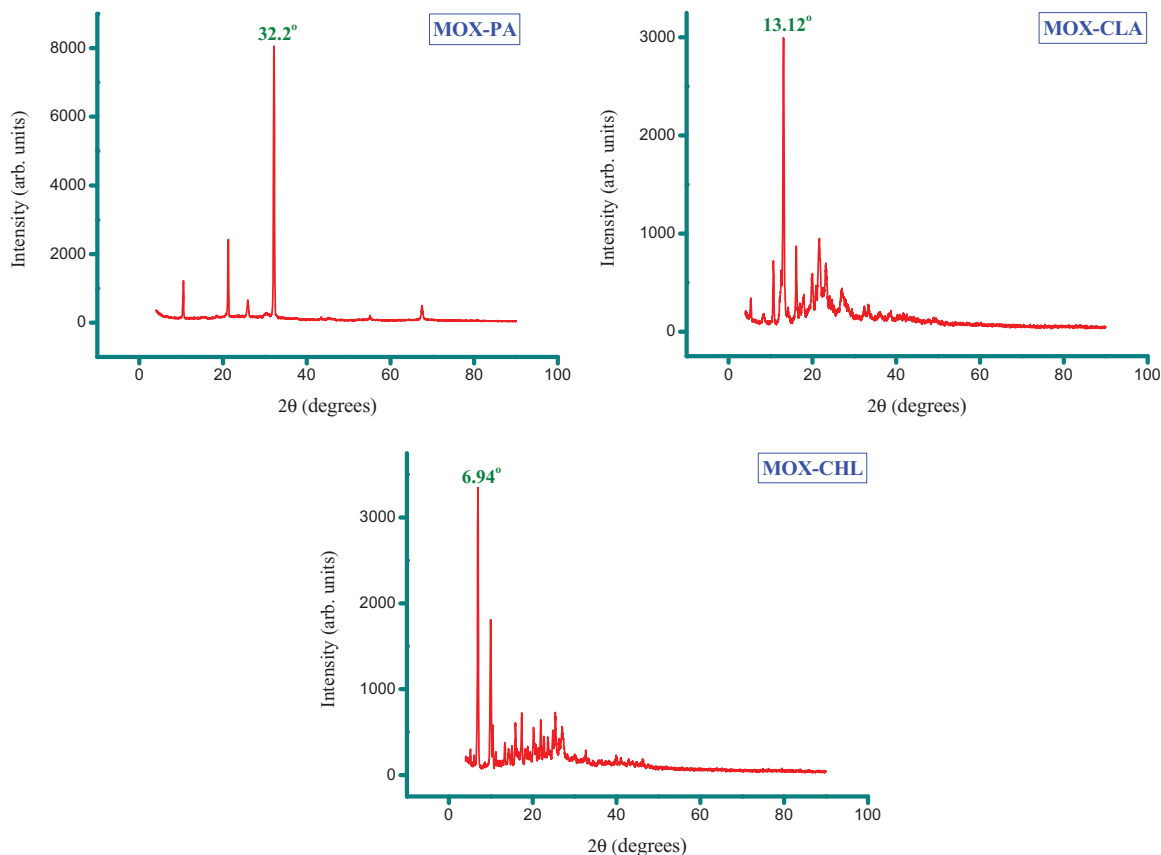 32.2°
MOX-PA
8000
6000
4000
2000
0
Intensity (arb. units)
0 20 40 60 80 100
2θ (degrees)
13.12°
MOX-CLA
3000
2000
1000
0
Intensity (arb. units)
0 20 40 60 80 100
2θ (degrees)
6.94°
MOX-CHL
3000
2000
1000
0
Intensity (arb. units)
0 20 40 60 80 100
2θ (degrees)